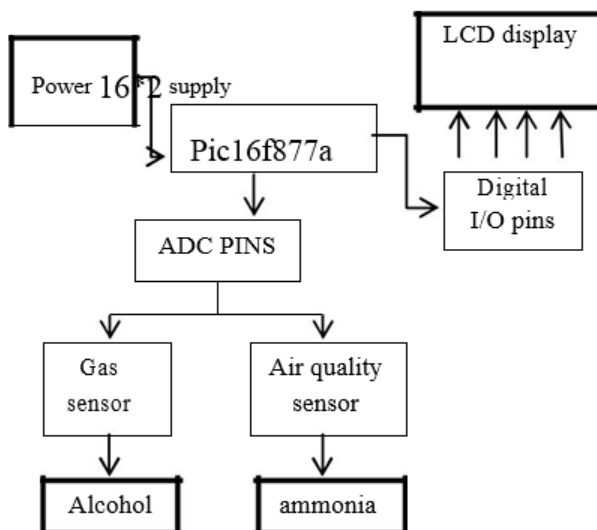 LCD display
Power 16*2 supply
Pic16f877a
Digital
I/O pins
ADC PINS
Gas
sensor
Air quality
sensor
Alcohol
ammonia